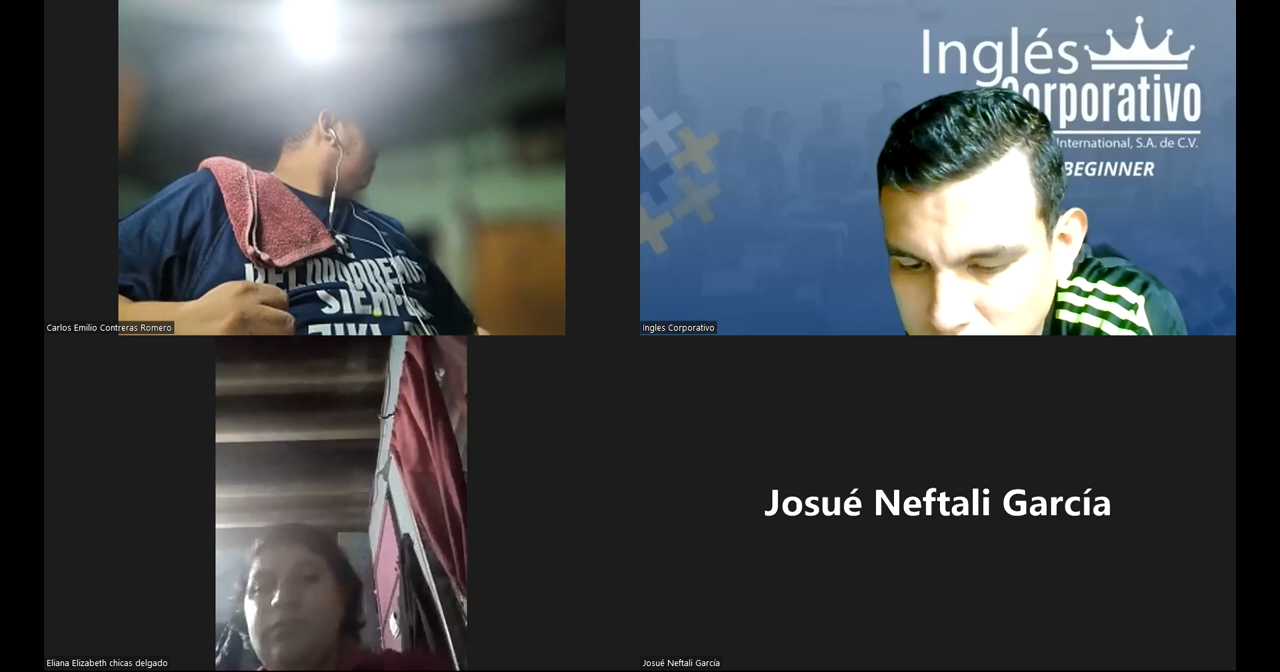 Inglés
Corporativo
International, S.A. de C.V.
BEGINNER
SIEMPRE
Carlos Emilio Contreras Romero
Ingles Corporativo
Josué Neftali García
Eliana Elizabeth chicas delgado
Josué Neftali García